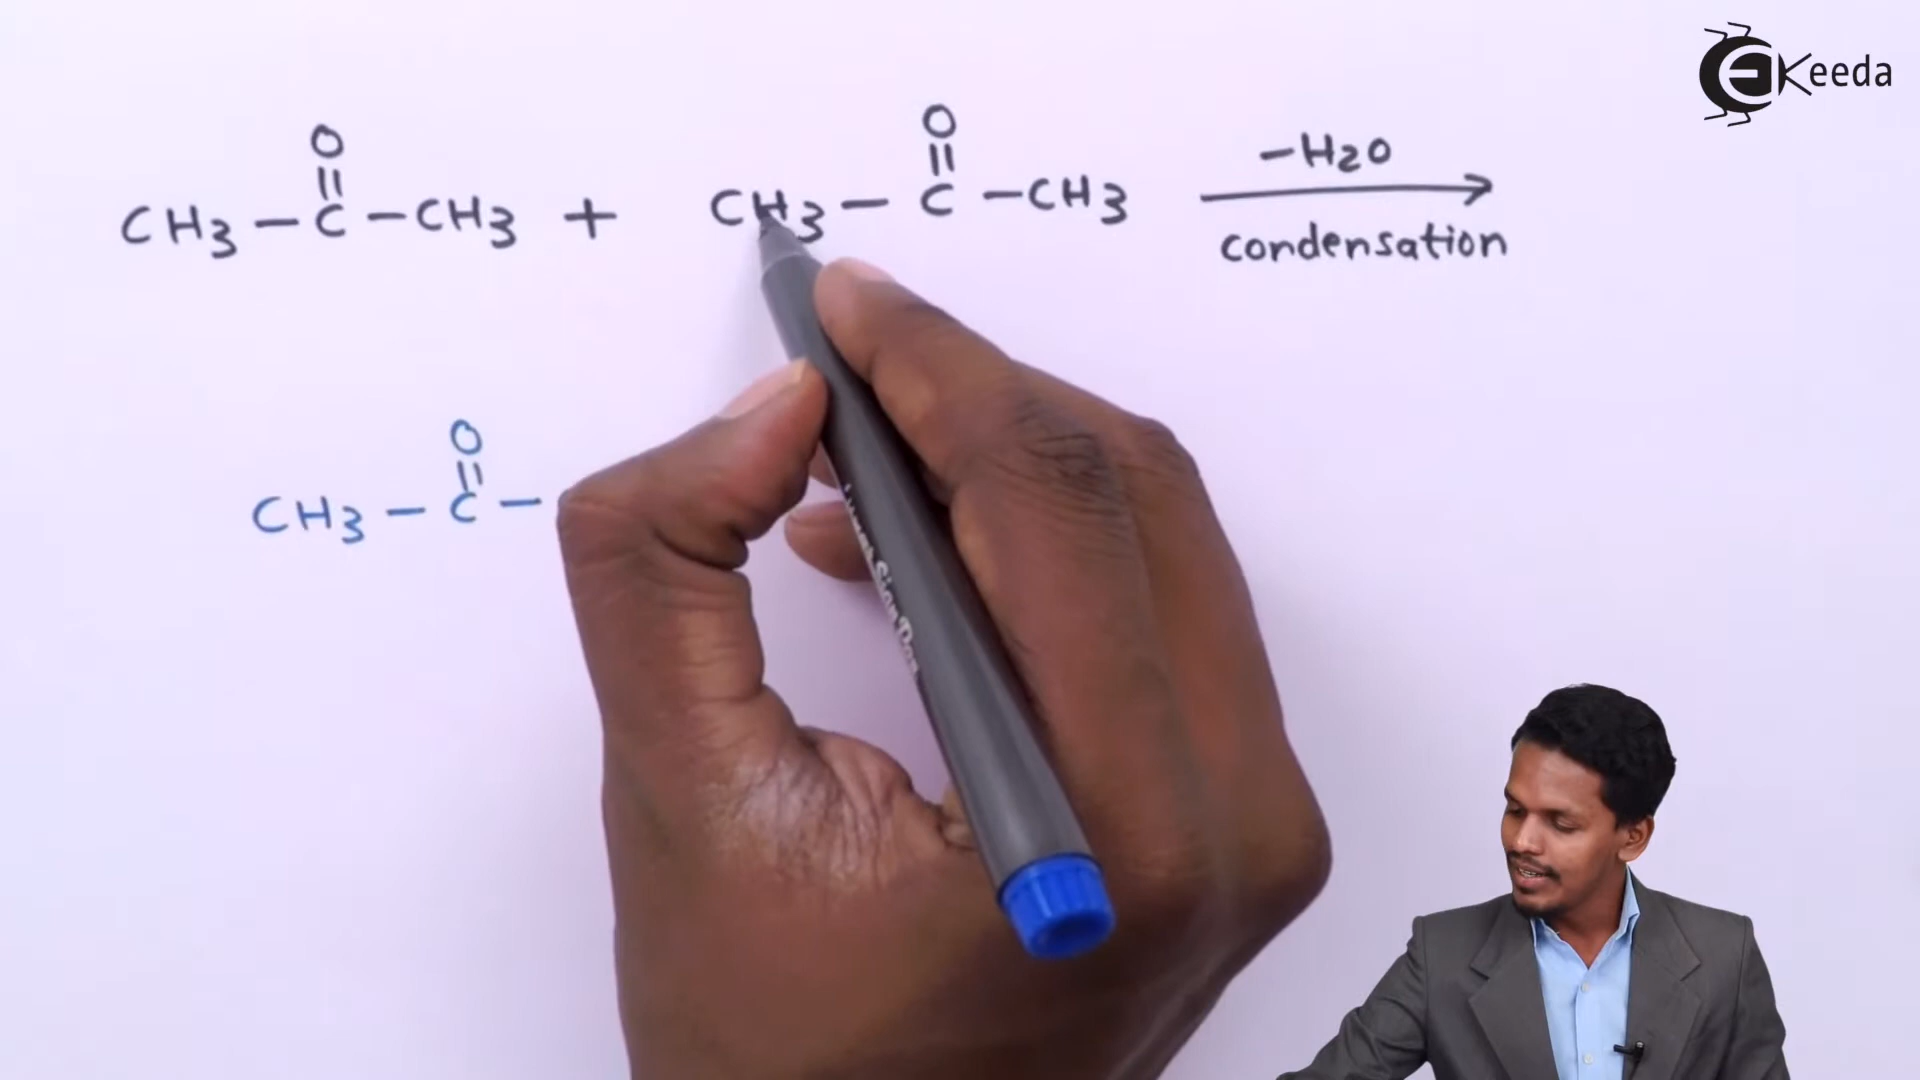 Keeda
O O
|| || -H2O
CH3 - C - CH3 + CH3 - C - CH3
condensation
O
||
CH3 - C -